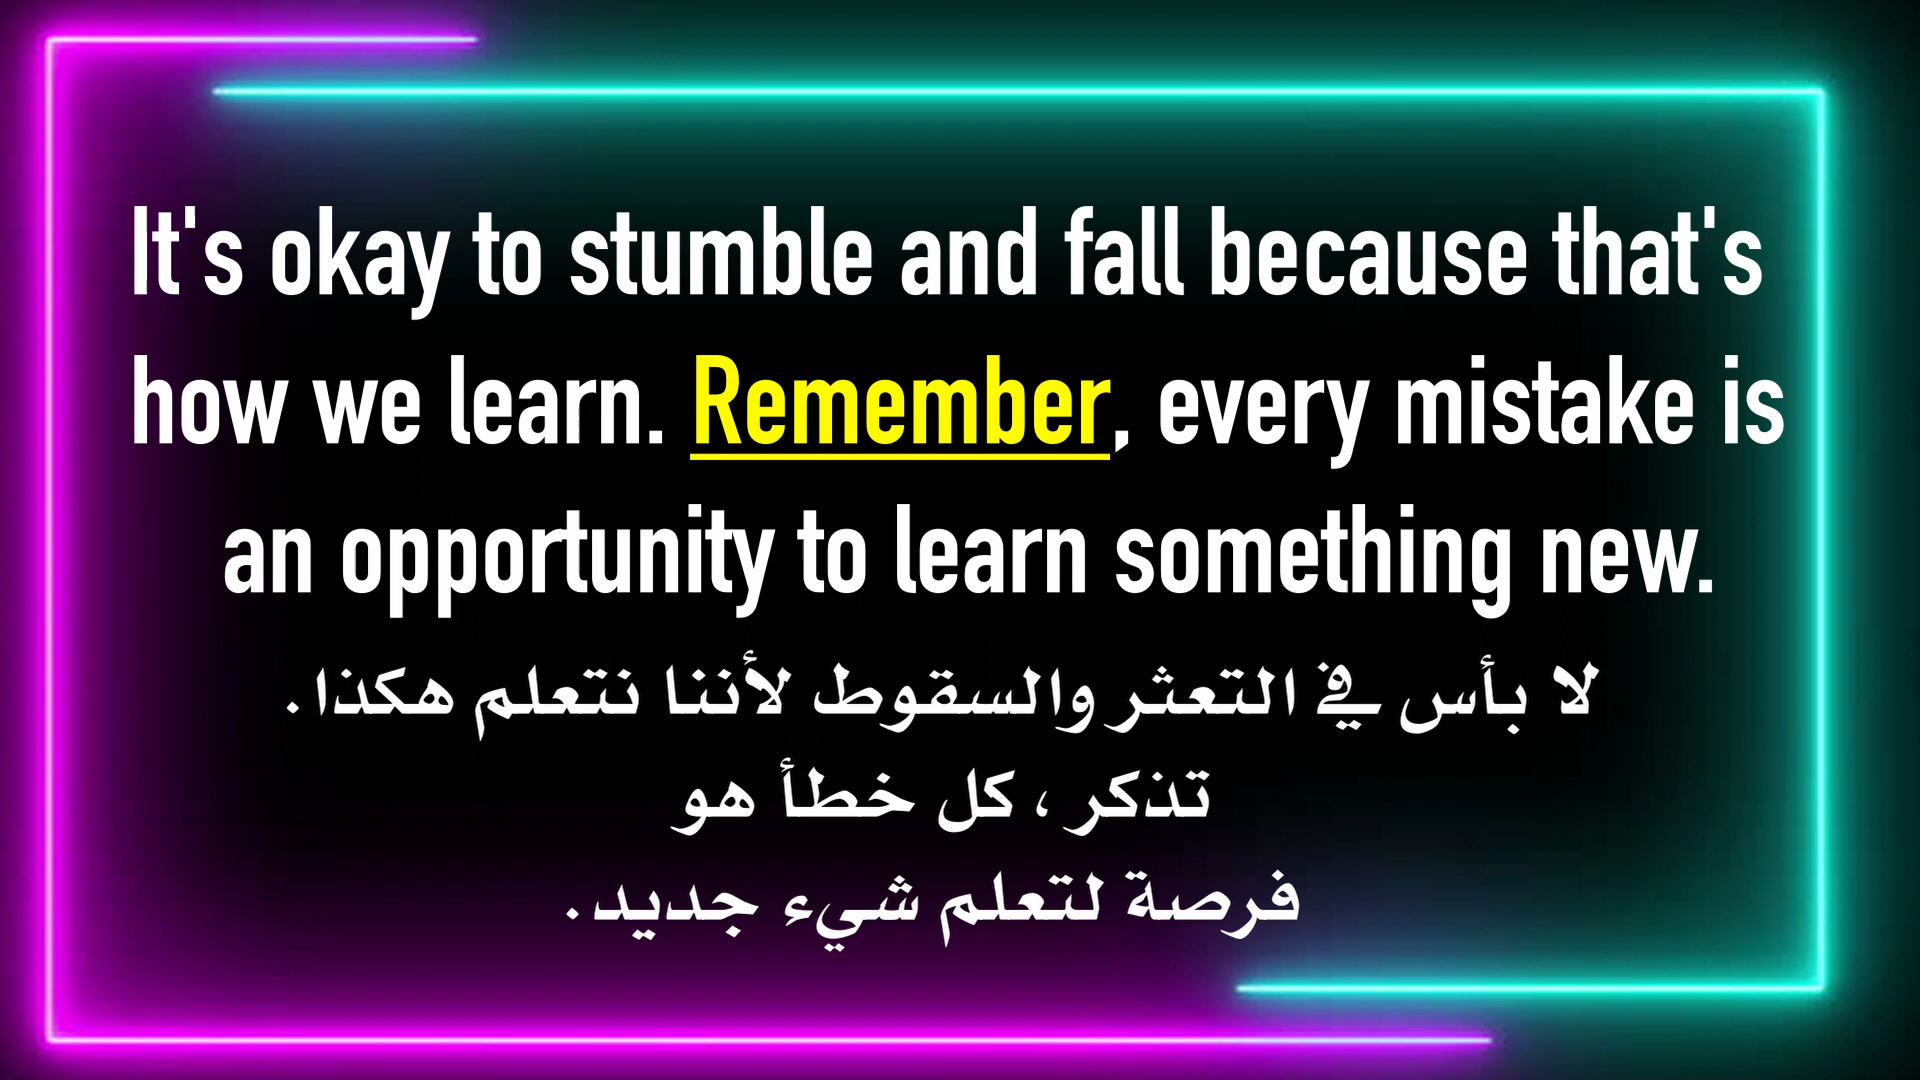 It's okay to stumble and fall because that's
how we learn. Remember, every mistake is
an opportunity to learn something new.
لا بأس في التعثر والسقوط لأننا نتعلم هكذا.
تذكر ، كل خطأ هو
فرصة لتعلم شيء جديد.